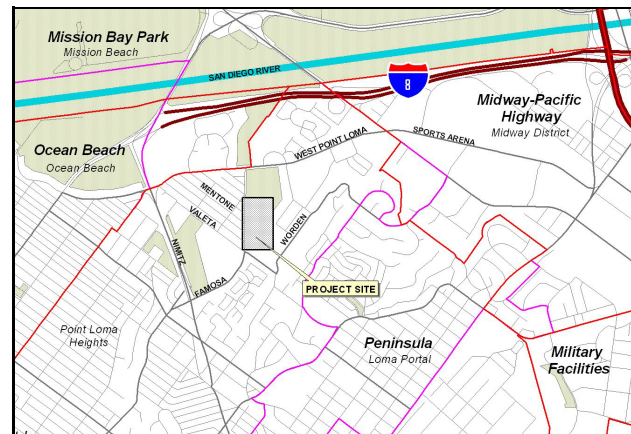 Mission Bay Park
Mission Beach
SAN DIEGO RIVER
8
Midway-Pacific
Highway
Midway District
SPORTS ARENA
WEST POINT LOMA
Ocean Beach
Ocean Beach
MENTONE
VALETA
WORDEN
NIMITZ
FAMOSA
PROJECT SITE
Point Loma
Heights
Peninsula
Loma Portal
Military
Facilities